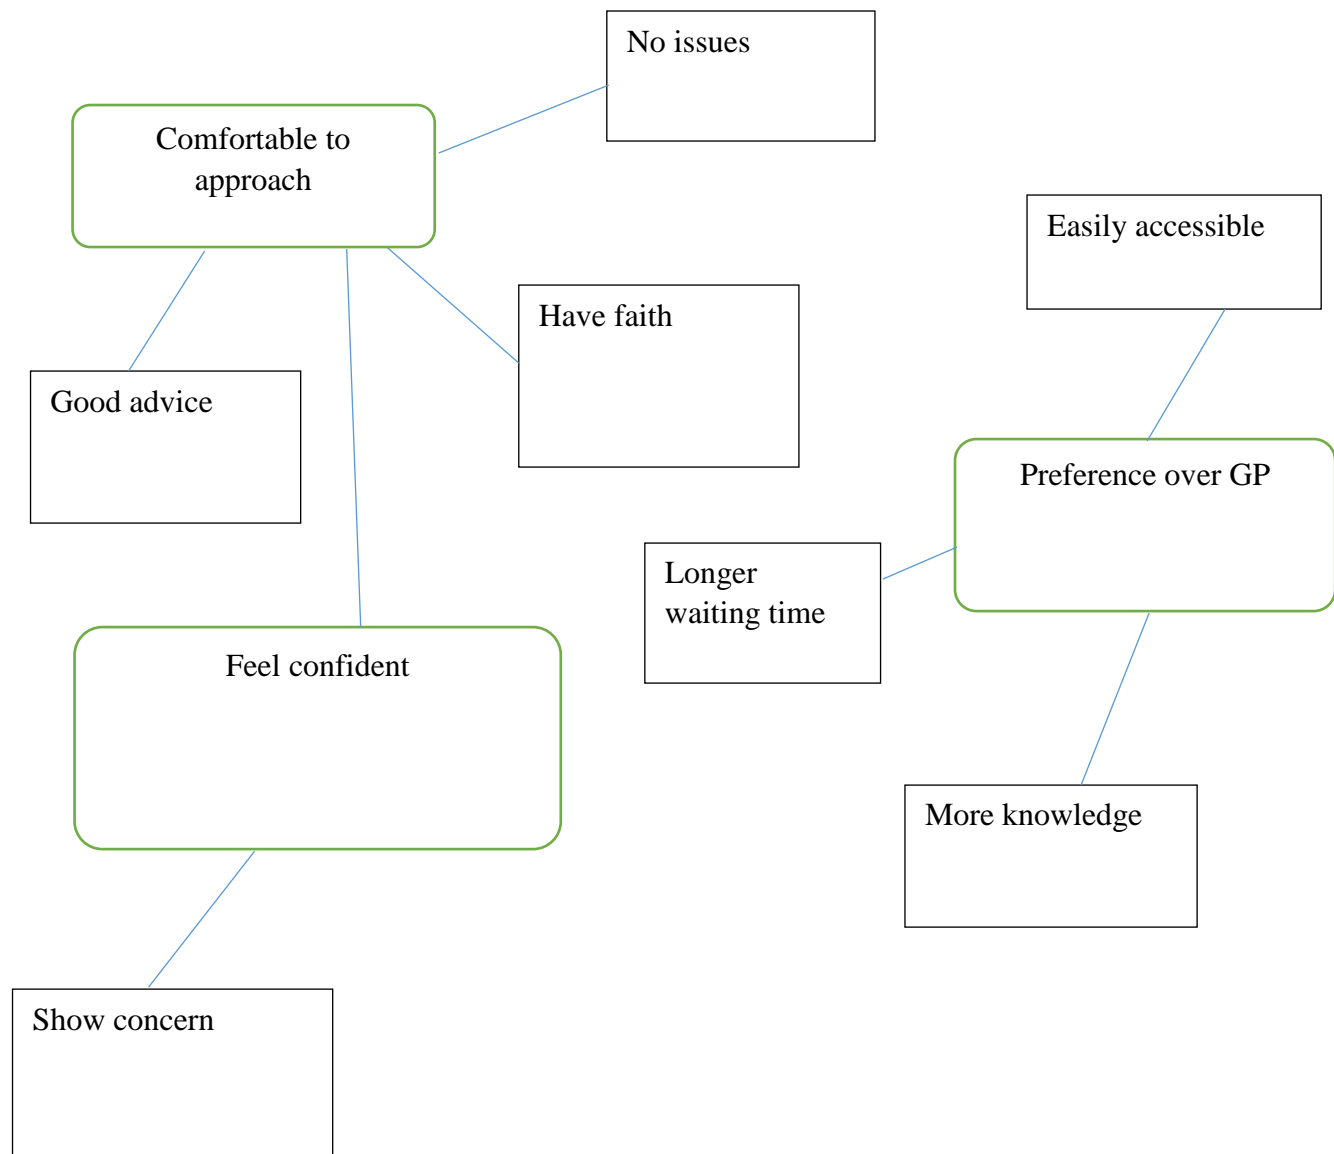 No issues
Comfortable to
approach
Easily accessible
Have faith
Good advice
Preference over GP
Longer
waiting time
Feel confident
More knowledge
Show concern